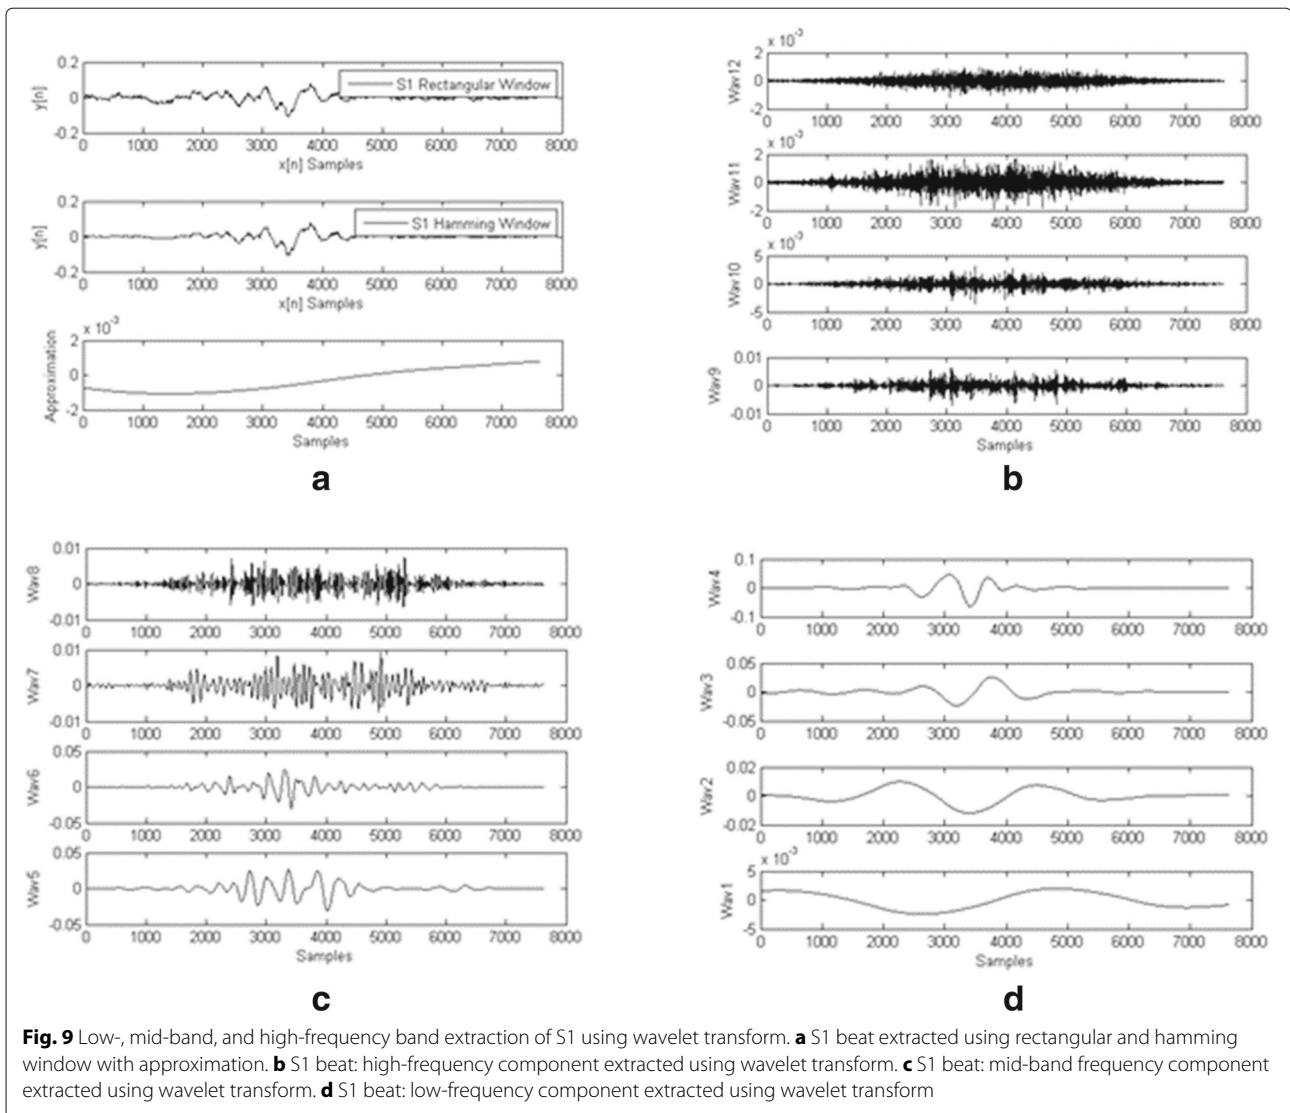 0.2
0
-0.2
y[n]
S1 Rectangular Window
0 1000 2000 3000 4000 5000 6000 7000 8000
x[n] Samples
0.2
0
-0.2
y[n]
S1 Hamming Window
0 1000 2000 3000 4000 5000 6000 7000 8000
x[n] Samples
x 10-3
2
0
-2
Approximation
0 1000 2000 3000 4000 5000 6000 7000 8000
Samples
a
x 10-3
2
0
-2
Wav12
0 1000 2000 3000 4000 5000 6000 7000 8000
x 10-3
2
0
-2
Wav11
0 1000 2000 3000 4000 5000 6000 7000 8000
x 10-3
5
0
-5
Wav10
0 1000 2000 3000 4000 5000 6000 7000 8000
0.01
0
-0.01
Wav9
0 1000 2000 3000 4000 5000 6000 7000 8000
Samples
b
0.01
0
-0.01
Wav8
0 1000 2000 3000 4000 5000 6000 7000 8000
0.01
0
-0.01
Wav7
0 1000 2000 3000 4000 5000 6000 7000 8000
0.05
0
-0.05
Wav6
0 1000 2000 3000 4000 5000 6000 7000 8000
0.05
0
-0.05
Wav5
0 1000 2000 3000 4000 5000 6000 7000 8000
Samples
c
0.1
0
-0.1
Wav4
0 1000 2000 3000 4000 5000 6000 7000 8000
0.05
0
-0.05
Wav3
0 1000 2000 3000 4000 5000 6000 7000 8000
0.02
0
-0.02
Wav2
0 1000 2000 3000 4000 5000 6000 7000 8000
x 10-3
5
0
-5
Wav1
0 1000 2000 3000 4000 5000 6000 7000 8000
Samples
d
Fig. 9 Low-, mid-band, and high-frequency band extraction of S1 using wavelet transform. a S1 beat extracted using rectangular and hamming
window with approximation. b S1 beat: high-frequency component extracted using wavelet transform. c S1 beat: mid-band frequency component
extracted using wavelet transform. d S1 beat: low-frequency component extracted using wavelet transform